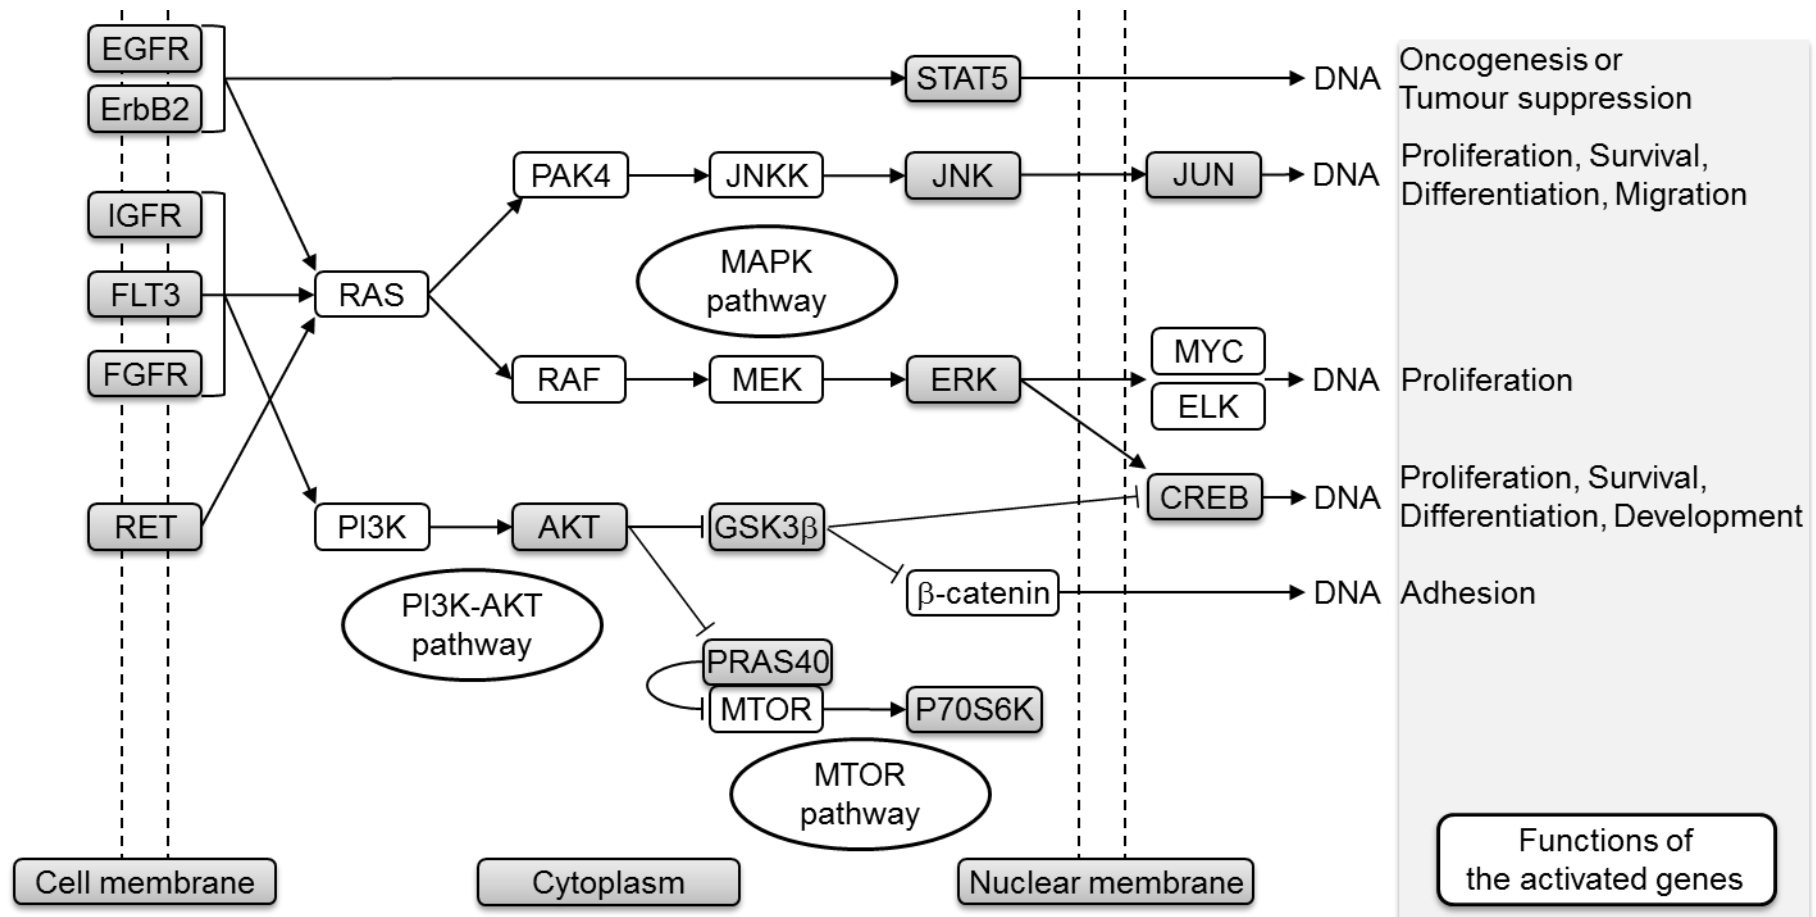 EGFR
ErbB2
STAT5
DNA
Oncogenesis or
Tumour suppression
IGFR
FLT3
FGFR
RAS
PAK4
JNKK
JNK
JUN
DNA
Proliferation, Survival,
Differentiation, Migration
MAPK
pathway
RAF
MEK
ERK
MYC
ELK
DNA
Proliferation
RET
PI3K
AKT
GSK3β
CREB
DNA
Proliferation, Survival,
Differentiation, Development
β-catenin
DNA
Adhesion
PI3K-AKT
pathway
PRAS40
MTOR
P70S6K
MTOR
pathway
Cell membrane
Cytoplasm
Nuclear membrane
Functions of
the activated genes